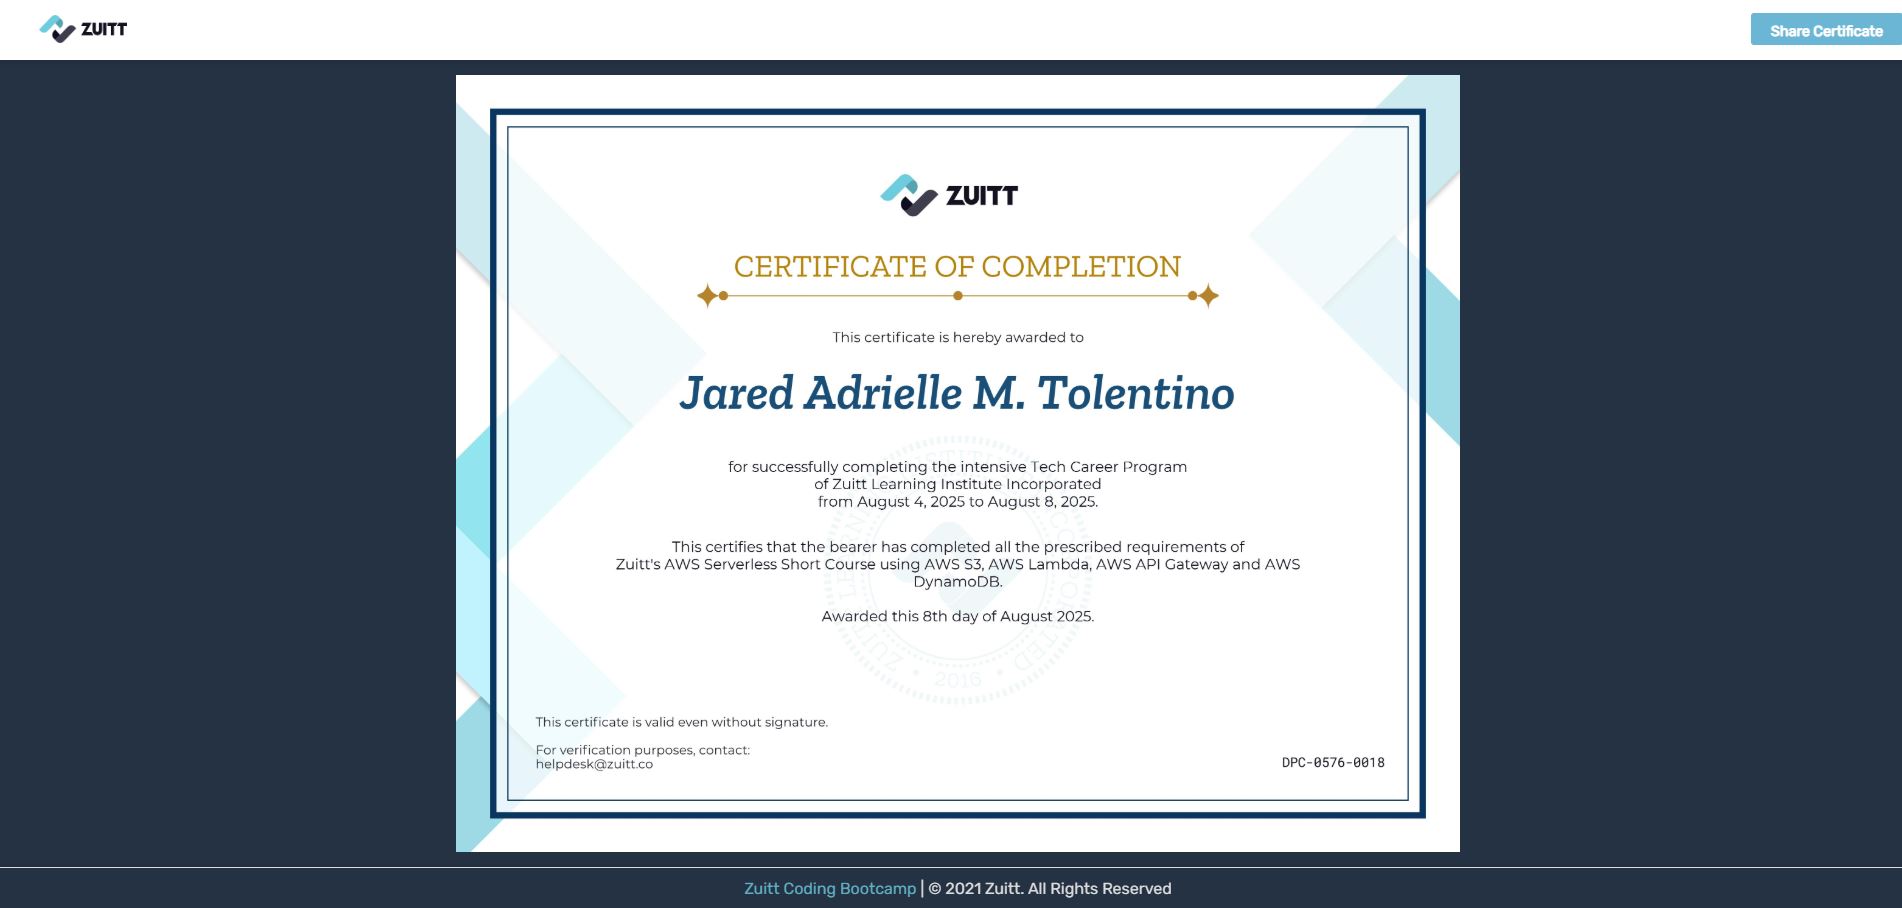 ZUITT
Share Certificate
ZUITT
CERTIFICATE OF COMPLETION
This certificate is hereby awarded to
Jared Adrielle M. Tolentino
for successfully completing the intensive Tech Career Program
of Zuitt Learning Institute Incorporated
from August 4, 2025 to August 8, 2025.
This certifies that the bearer has completed all the prescribed requirements of
Zuitt's AWS Serverless Short Course using AWS S3, AWS Lambda, AWS API Gateway and AWS
DynamoDB.
Awarded this 8th day of August 2025.
ZUITT LEARNING INSTITUTE INCORPORATED
2016
This certificate is valid even without signature.
For verification purposes, contact:
helpdesk@zuitt.co
DPC-0576-0018
Zuitt Coding Bootcamp | © 2021 Zuitt. All Rights Reserved